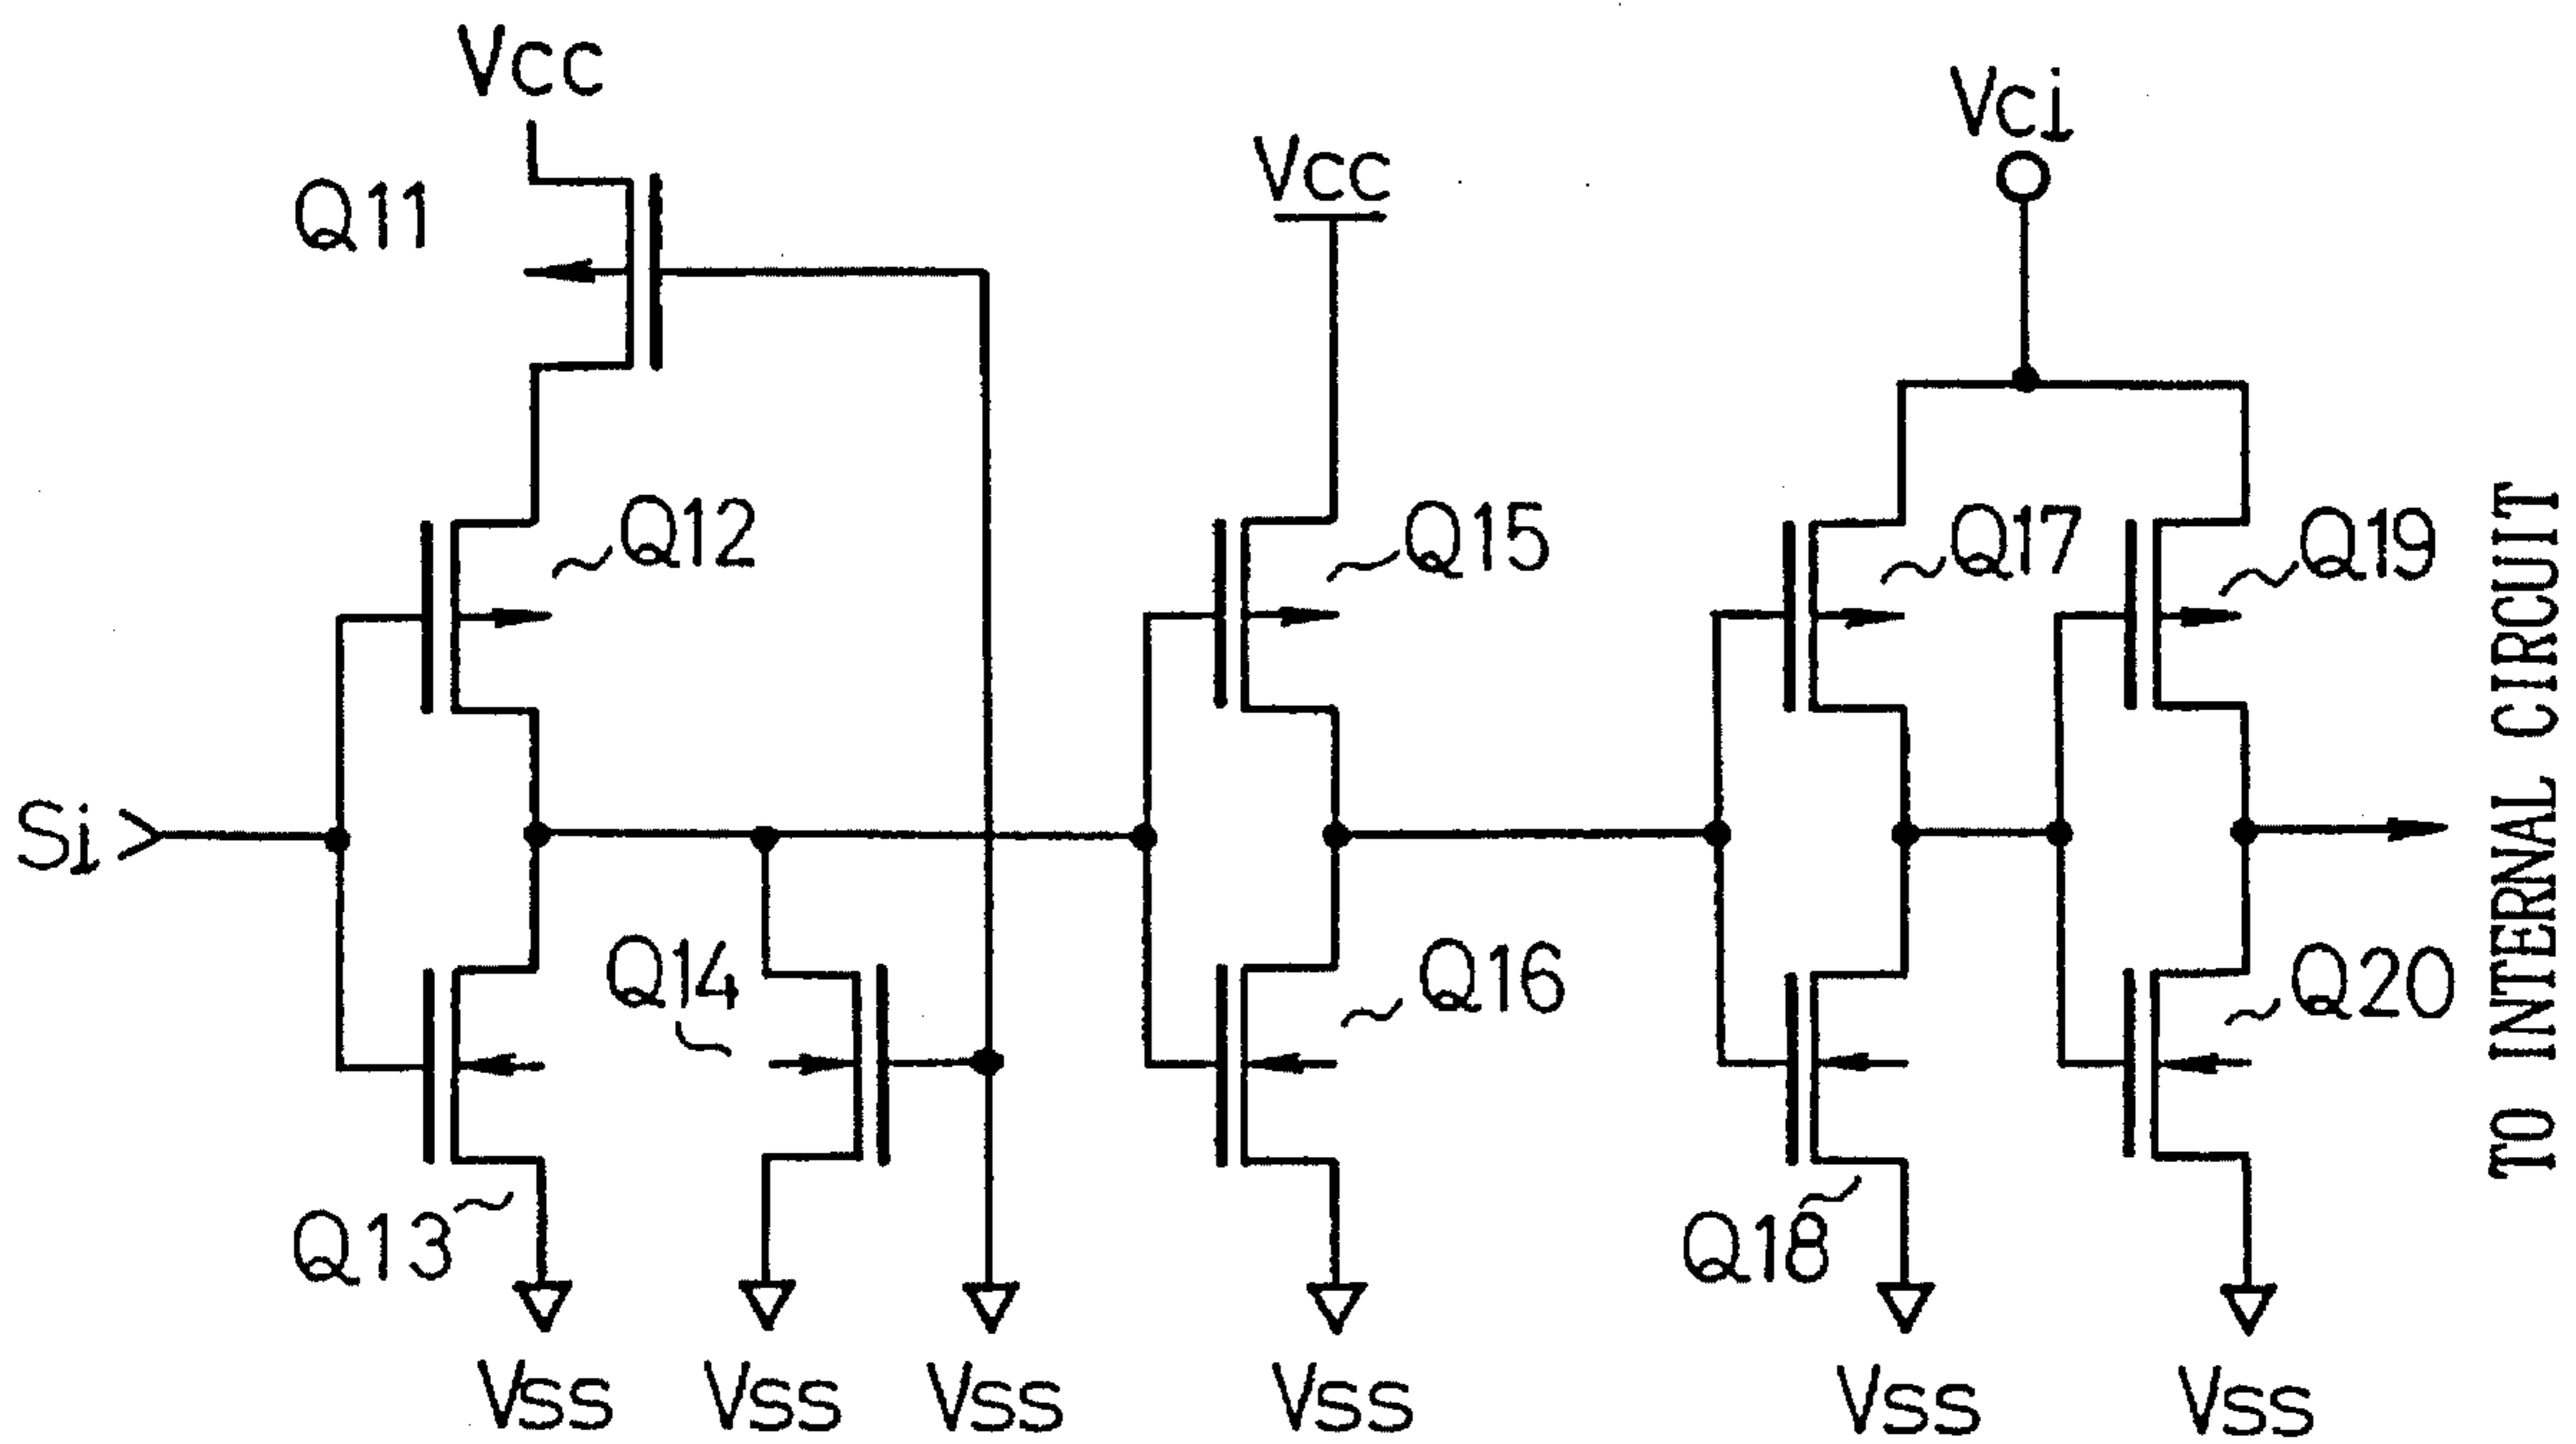 Vcc
Vci
Vcc
Q11
Q12
Q15
Q17
Q19
Si
Q14
Q16
Q20
Q13
Q18
Vss
Vss
Vss
Vss
Vss
Vss
TO INTERNAL CIRCUIT